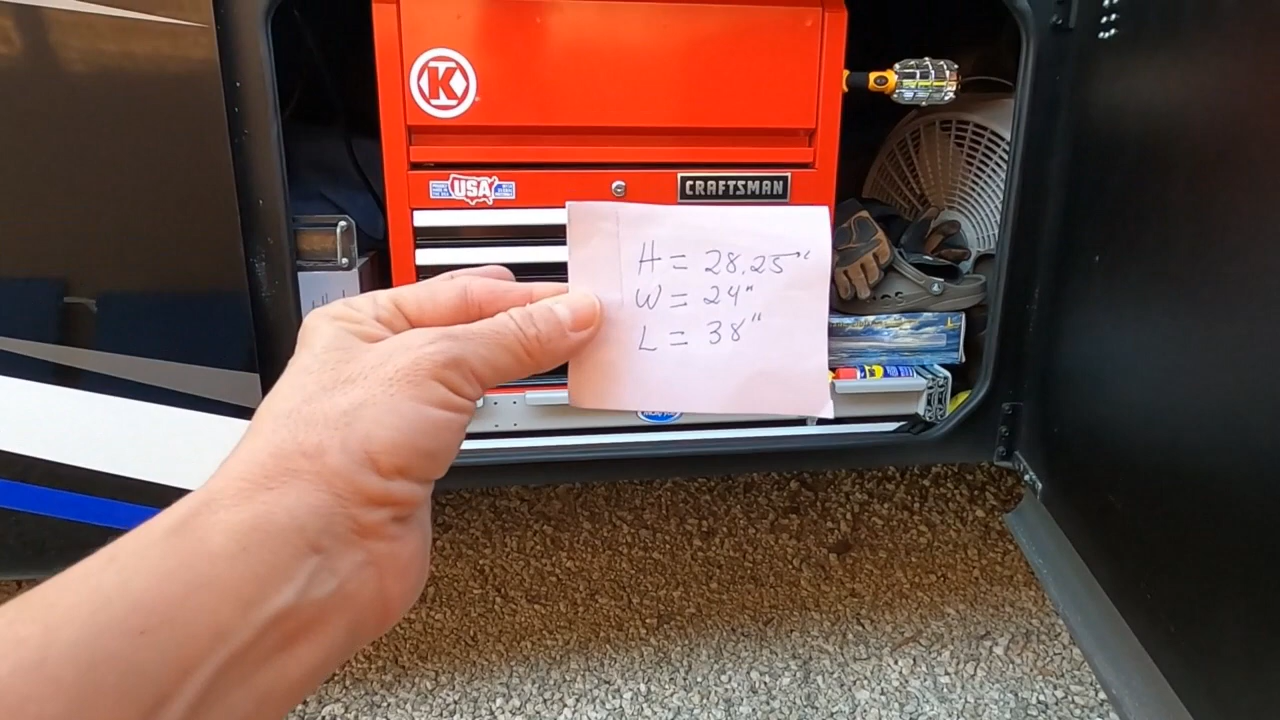 K
USA
CRAFTSMAN
H = 28.25"
W = 24"
L = 38"